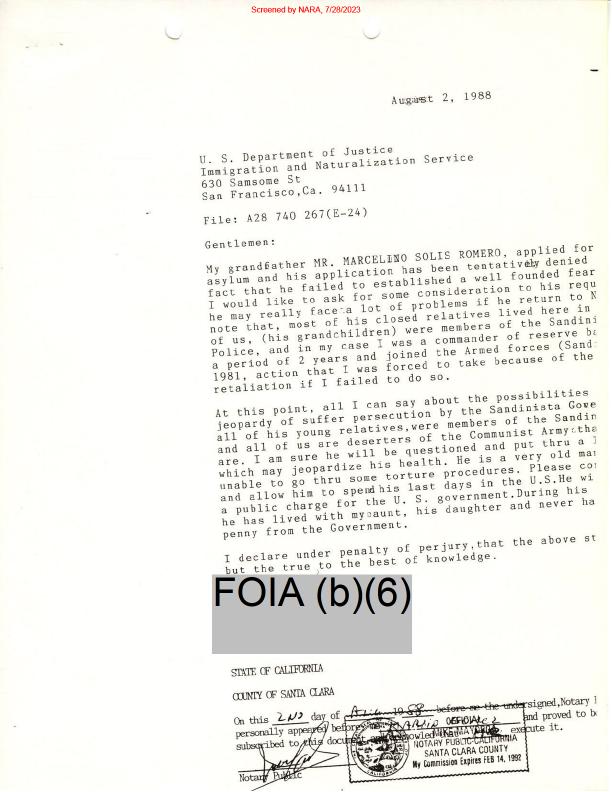 Screened by NARA, 7/28/2023
August 2, 1988
U. S. Department of Justice
Immigration and Naturalization Service
630 Samsome St
San Francisco,Ca. 94111
File: A28 740 267(E-24)
Gentlemen:
My grandfather MR. MARCELINO SOLIS ROMERO, applied for
asylum and his application has been tentatively denied
fact that he failed to established a well founded fear
I would like to ask for some consideration to his requ
he may really face a lot of problems if he return to N
note that, most of his closed relatives lived here in
of us, (his grandchildren) were members of the Sandini
Police, and in my case I was a commander of reserve ba
a period of 2 years and joined the Armed forces (Sand
1981, action that I was forced to take because of the
retaliation if I failed to do so.
At this point, all I can say about the possibilities
jeopardy of suffer persecution by the Sandiniata Gove
all of his young relatives,were members of the Sandin
and all of us are deserters of the Communist Army tha
are. I am sure he will be questioned and put thru a l
which may jeopardize his health. He is a very old man
unable to go thru some torture procedures. Please con
and allow him to spend his last days in the U.S.He wi
a public charge for the U. S. government.During his
he has lived with my aunt, his daughter and never ha
penny from the Government.
I declare under penalty of perjury,that the above st
but the true to the best of knowledge.
FOIA (b)(6)
STATE OF CALIFORNIA
COUNTY OF SANTA CLARA
On this 2ND day of Aug 1988 before me the undersigned,Notary P
personally appeared before me and proved to be
subscribed to this document and acknowledged that execute it.
OFFICIAL
NOTARY PUBLIC-CALIFORNIA
SANTA CLARA COUNTY
My Commission Expires FEB 14, 1992
Notary Public